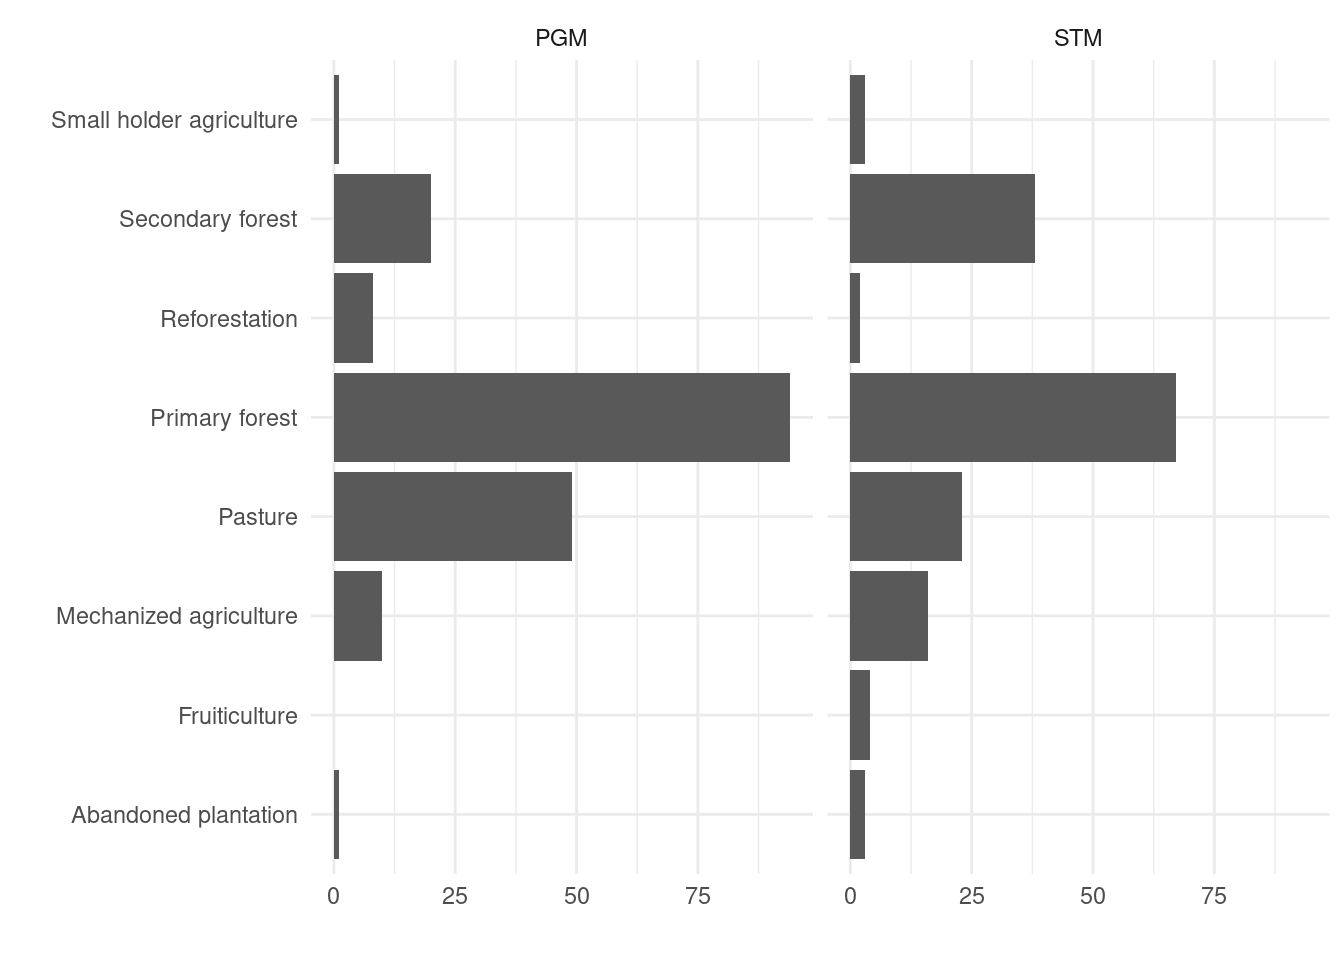 PGM
STM
Small holder agriculture
Secondary forest
Reforestation
Primary forest
Pasture
Mechanized agriculture
Fruiticulture
Abandoned plantation
0 25 50 75
0 25 50 75